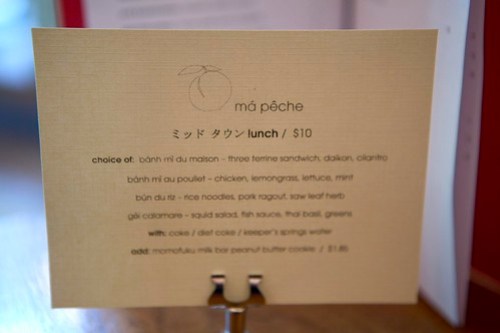 má pêche
ミッド タウン lunch / $10
choice of: bành mì du maison – three terrine sandwich, daikon, cilantro
bành mì au poullet – chicken, lemongrass, lettuce, mint
bún du riz - rice noodles, pork ragout, saw leaf herb
gỏi calamare – squid salad, fish sauce, thai basil, greens
with: coke / diet coke / keeper's springs water
add: momofuku milk bar peanut butter cookie / $1.85